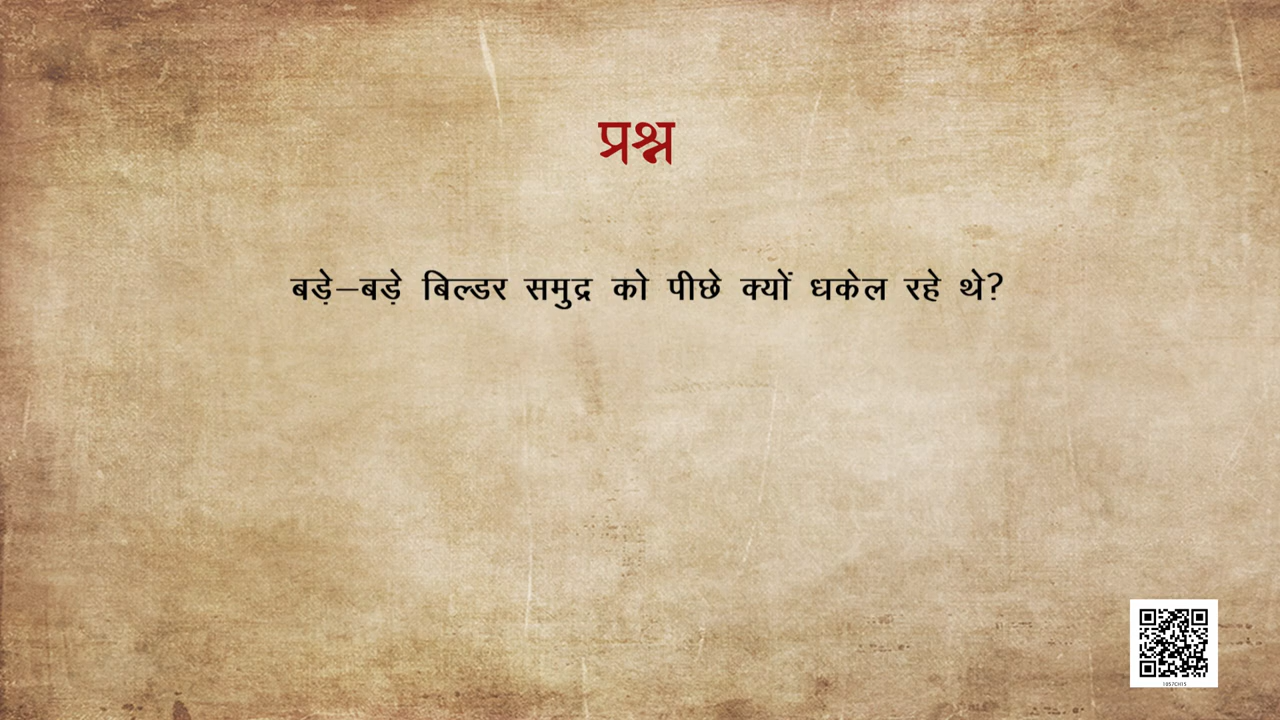 प्रश्न
बड़े–बड़े बिल्डर समुद्र को पीछे क्यों धकेल रहे थे?